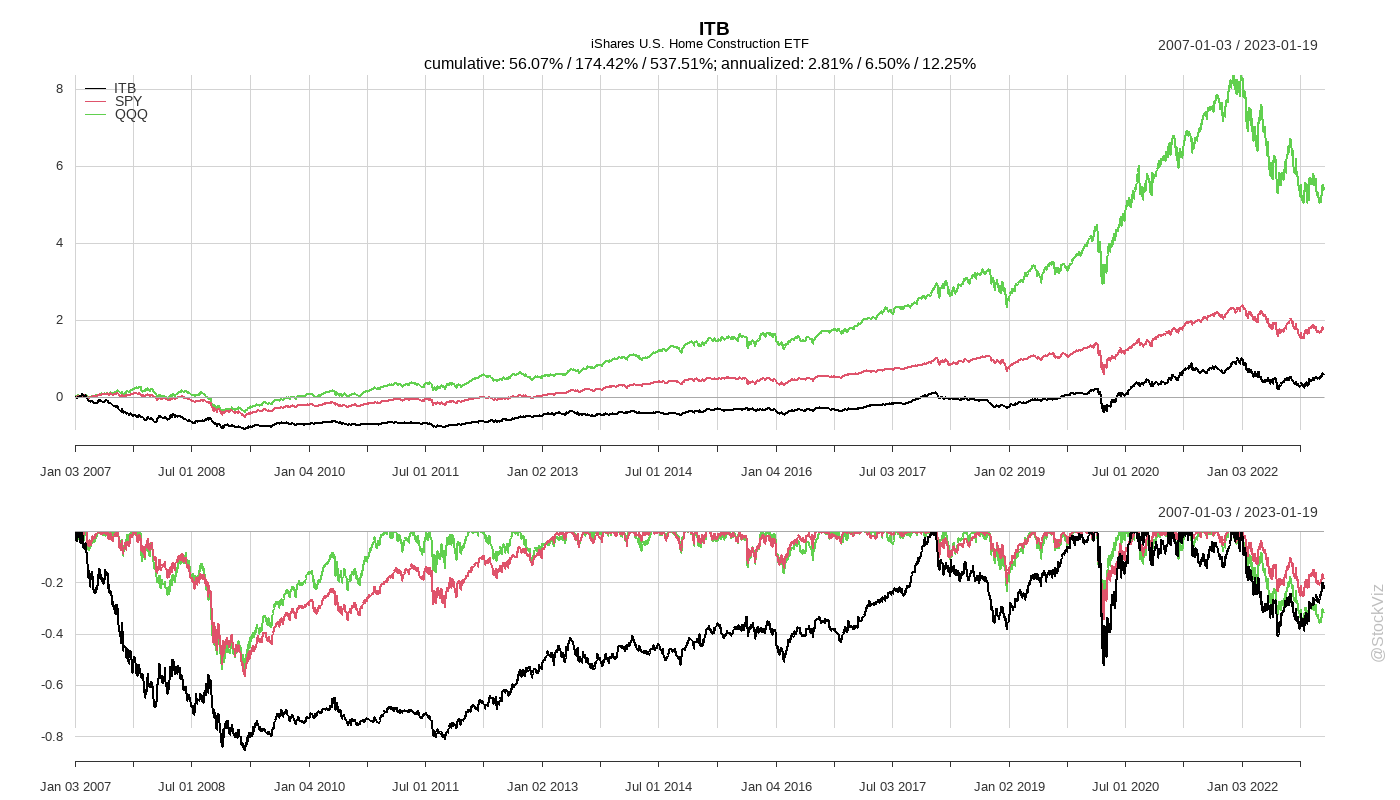 ITB
iShares U.S. Home Construction ETF
2007-01-03 / 2023-01-19
cumulative: 56.07% / 174.42% / 537.51%; annualized: 2.81% / 6.50% / 12.25%
ITB
SPY
QQQ
8
6
4
2
0
Jan 03 2007 Jul 01 2008 Jan 04 2010 Jul 01 2011 Jan 02 2013 Jul 01 2014 Jan 04 2016 Jul 03 2017 Jan 02 2019 Jul 01 2020 Jan 03 2022
2007-01-03 / 2023-01-19
-0.2
-0.4
-0.6
-0.8
Jan 03 2007 Jul 01 2008 Jan 04 2010 Jul 01 2011 Jan 02 2013 Jul 01 2014 Jan 04 2016 Jul 03 2017 Jan 02 2019 Jul 01 2020 Jan 03 2022
@StockViz